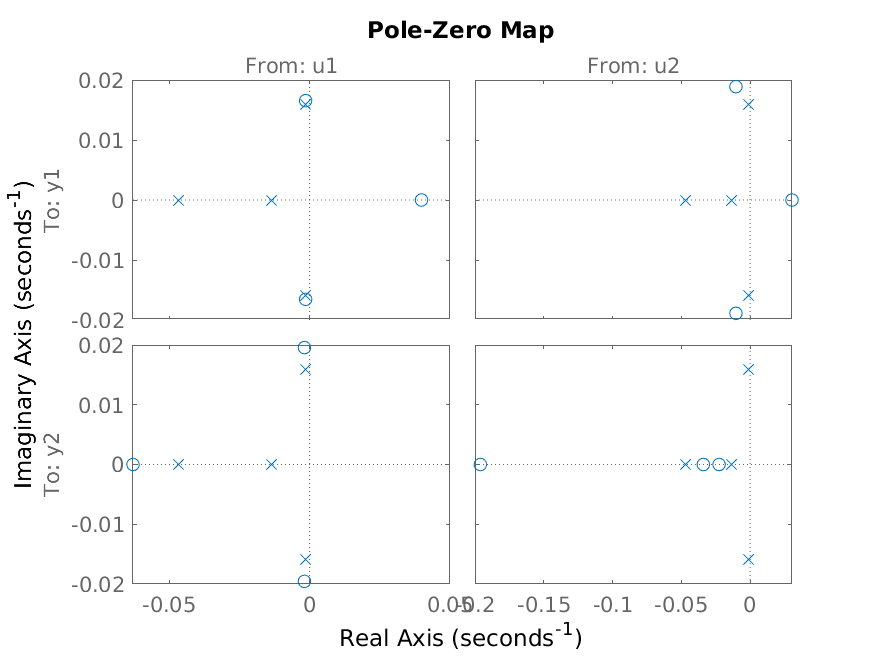 Pole-Zero Map
From: u1
From: u2
0.02
0.01
0
-0.01
-0.02
To: y1
0.02
0.01
0
-0.01
-0.02
To: y2
Imaginary Axis (seconds-1)
-0.05
0
0.05
-0.2
-0.15
-0.1
-0.05
0
Real Axis (seconds-1)